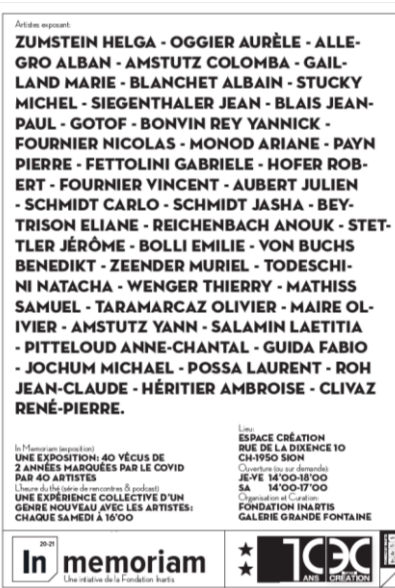 Artistes exposant:
ZUMSTEIN HELGA - OGGIER AURÈLE - ALLE-
GRO ALBAN - AMSTUTZ COLOMBA - GAIL-
LAND MARIE - BLANCHET ALBAIN - STUCKY
MICHEL - SIEGENTHALER JEAN - BLAIS JEAN-
PAUL - GOTOF - BONVIN REY YANNICK -
FOURNIER NICOLAS - MONOD ARIANE - PAYN
PIERRE - FETTOLINI GABRIELE - HOFER ROB-
ERT - FOURNIER VINCENT - AUBERT JULIEN
- SCHMIDT CARLO - SCHMIDT JASHA - BEY-
TRISON ELIANE - REICHENBACH ANOUK - STET-
TLER JÉRÔME - BOLLI EMILIE - VON BUCHS
BENEDIKT - ZEENDER MURIEL - TODESCHI-
NI NATACHA - WENGER THIERRY - MATHISS
SAMUEL - TARAMARCAZ OLIVIER - MAIRE OL-
IVIER - AMSTUTZ YANN - SALAMIN LAETITIA
- PITTELOUD ANNE-CHANTAL - GUIDA FABIO
- JOCHUM MICHAEL - POSSA LAURENT - ROH
JEAN-CLAUDE - HÉRITIER AMBROISE - CLIVAZ
RENÉ-PIERRE.
In Memoriam (exposition)
UNE EXPOSITION: 40 VÉCUS DE
2 ANNÉES MARQUÉES PAR LE COVID
PAR 40 ARTISTES
L'heure du thé (série de rencontres & podcast)
UNE EXPÉRIENCE COLLECTIVE D'UN
GENRE NOUVEAU AVEC LES ARTISTES:
CHAQUE SAMEDI À 16'00
Lieu:
ESPACE CRÉATION
RUE DE LA DIXENCE 10
CH-1950 SION
Ouverture (ou sur demande):
JE-VE 14'00-18'00
SA 14'00-17'00
Organisation et Curation:
FONDATION INARTIS
GALERIE GRANDE FONTAINE
20-21
In memoriam
Une intiative de la Fondation Inartis
ANS
CRÉATION